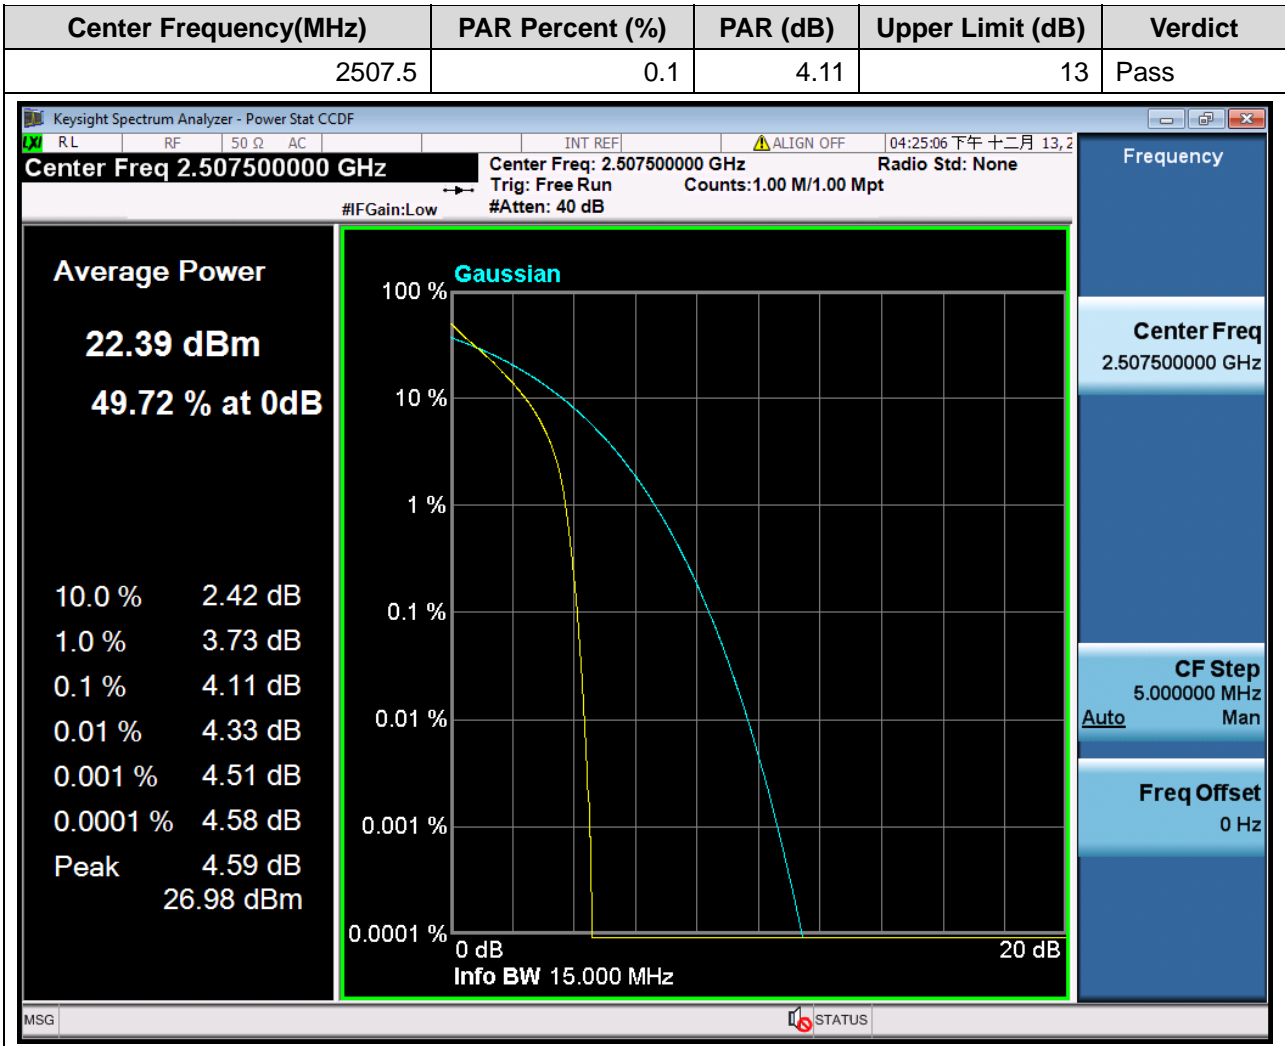 Center Frequency(MHz) PAR Percent (%) PAR (dB) Upper Limit (dB) Verdict
2507.5 0.1 4.11 13 Pass
Keysight Spectrum Analyzer - Power Stat CCDF
LXI RL RF 50 Ω AC INT REF ALIGN OFF 04:25:06 下午 十二月 13, 2
Center Freq 2.507500000 GHz
Center Freq: 2.507500000 GHz Radio Std: None
Trig: Free Run Counts:1.00 M/1.00 Mpt
#IFGain:Low #Atten: 40 dB
Average Power
22.39 dBm
49.72 % at 0dB
10.0 % 2.42 dB
1.0 % 3.73 dB
0.1 % 4.11 dB
0.01 % 4.33 dB
0.001 % 4.51 dB
0.0001 % 4.58 dB
Peak 4.59 dB
26.98 dBm
Gaussian
100 %
10 %
1 %
0.1 %
0.01 %
0.001 %
0.0001 %
0 dB 20 dB
Info BW 15.000 MHz
Frequency
Center Freq
2.507500000 GHz
CF Step
5.000000 MHz
Auto Man
Freq Offset
0 Hz
MSG STATUS